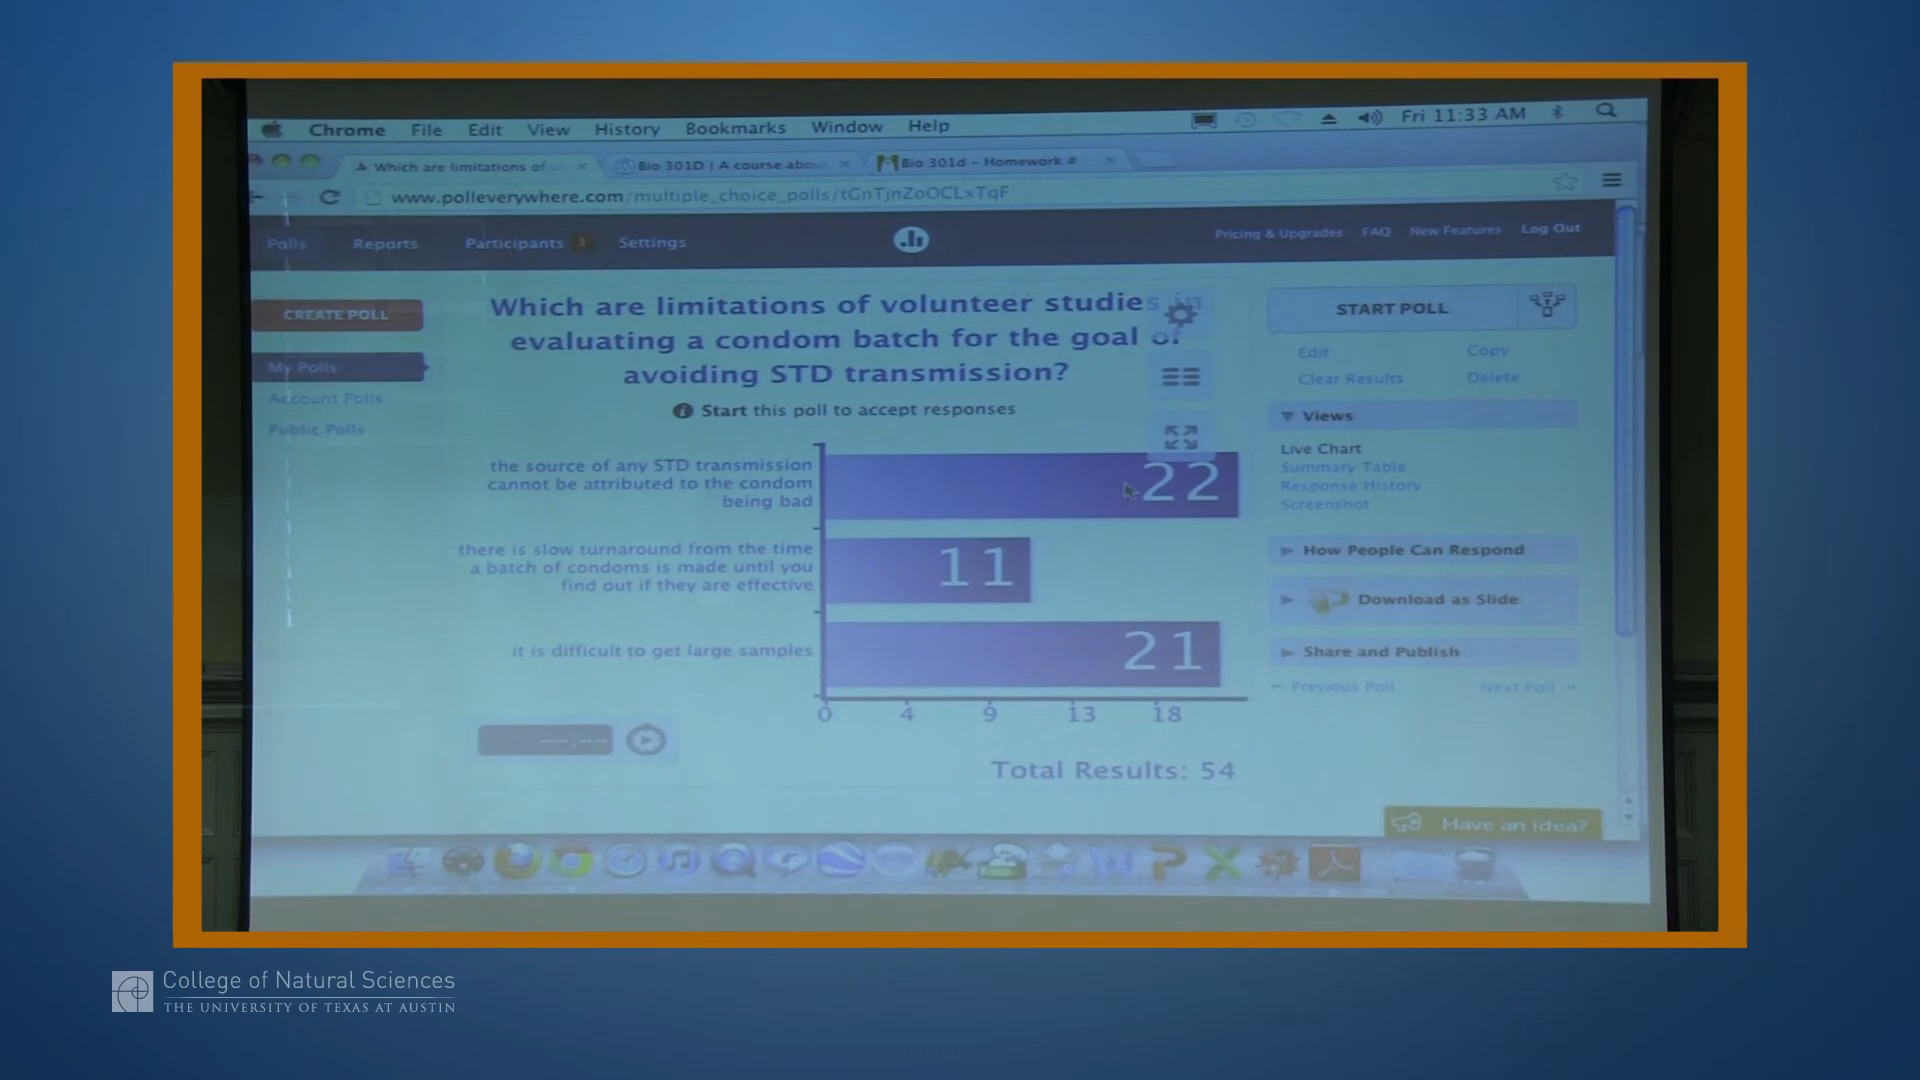 Chrome File Edit View History Bookmarks Window Help
Fri 11:33 AM
Which are limitations of
Bio 301D | A course abou
Bio 301d - Homework #
www.polleverywhere.com/multiple_choice_polls/tGnTjnZoOCLxTqF
Polls Reports Participants 3 Settings
Pricing & Upgrades FAQ New Features Log Out
CREATE POLL
My Polls
Account Polls
Public Polls
Which are limitations of volunteer studies in
evaluating a condom batch for the goal of
avoiding STD transmission?
Start this poll to accept responses
the source of any STD transmission
cannot be attributed to the condom
being bad
22
there is slow turnaround from the time
a batch of condoms is made until you
find out if they are effective
11
it is difficult to get large samples
21
0 4 9 13 18
Total Results: 54
START POLL
Edit Copy
Clear Results Delete
Views
Live Chart
Summary Table
Response History
Screenshot
How People Can Respond
Download as Slide
Share and Publish
← Previous Poll Next Poll →
Have an idea?
College of Natural Sciences
THE UNIVERSITY OF TEXAS AT AUSTIN